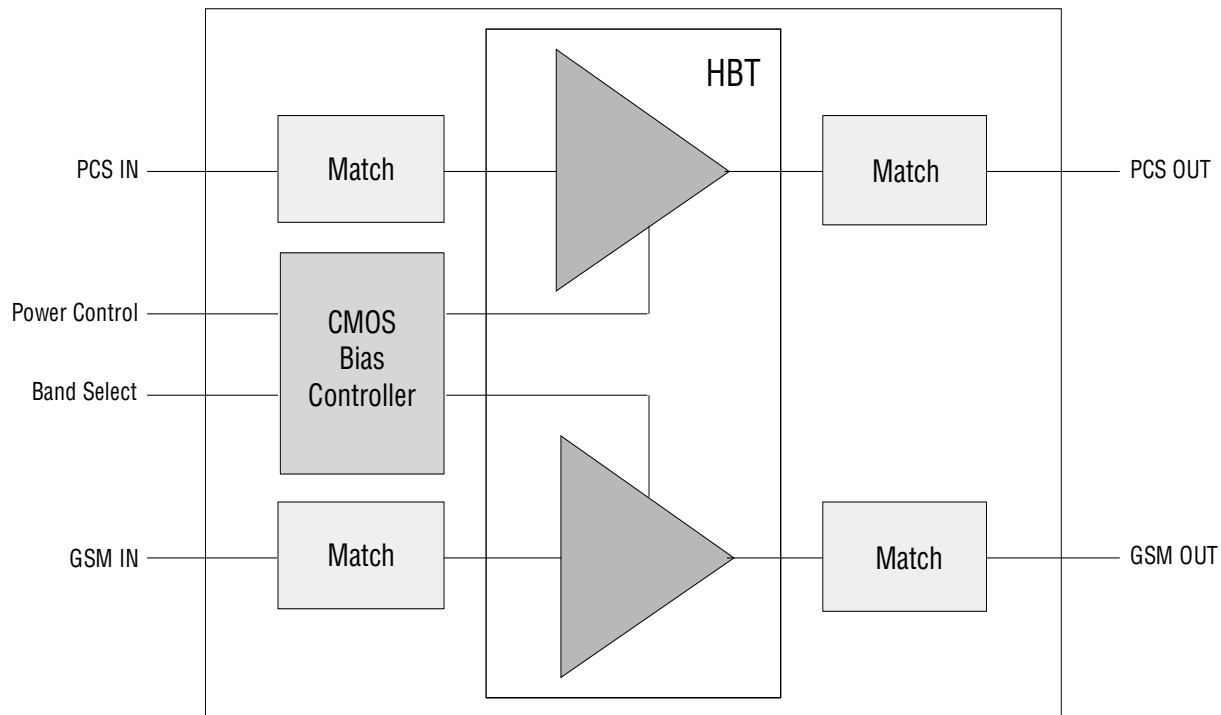 HBT
PCS IN
Match
Match
PCS OUT
Power Control
Band Select
CMOS
Bias
Controller
GSM IN
Match
Match
GSM OUT